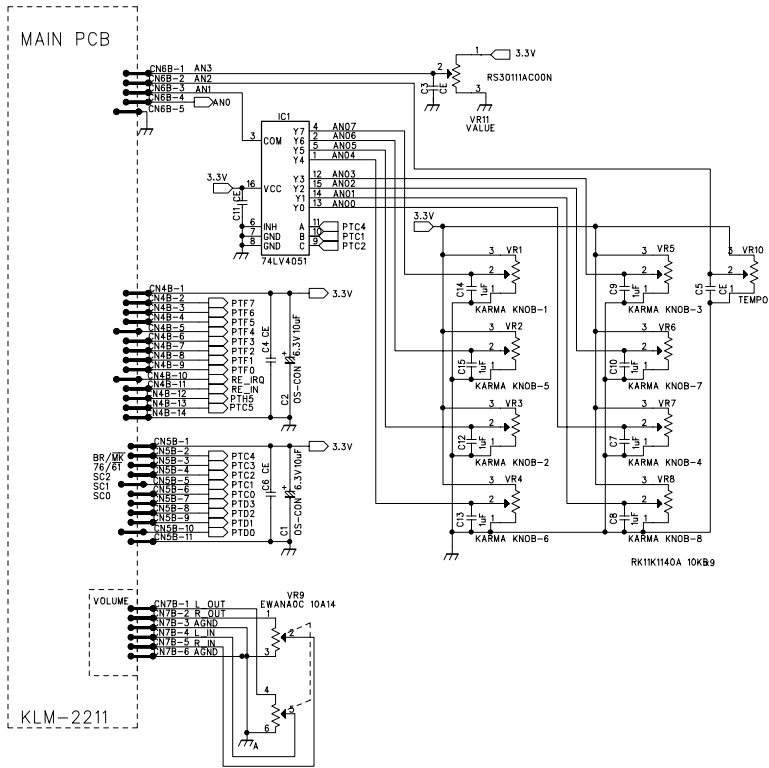 MAIN PCB
CN6B-1 AN3
CN6B-2 AN2
CN6B-3 AN1
CN6B-4 AN0
CN6B-5
1 3.3V
2
3
RS30111AC00N
C3 CE
VR11
VALUE
IC1
3 COM
Y7 4 AN07
Y6 2 AN06
Y5 5 AN05
Y4 1 AN04
Y3 12 AN03
Y2 15 AN02
Y1 14 AN01
Y0 13 AN00
3.3V
16 VCC
C11 CE
6 INH
7 GND
8 GND
A 11 PTC4
B 10 PTC1
C 9 PTC2
74LV4051
3.3V
3 VR1
2
1
C14 1uF
KARMA KNOB-1
3 VR5
2
1
C9 1uF
KARMA KNOB-3
3 VR10
2
1
C5 CE
TEMPO
3 VR2
2
1
C15 1uF
KARMA KNOB-5
3 VR6
2
1
C10 1uF
KARMA KNOB-7
3 VR3
2
1
C12 1uF
KARMA KNOB-2
3 VR7
2
1
C7 1uF
KARMA KNOB-4
3 VR4
2
1
C13 1uF
KARMA KNOB-6
3 VR8
2
1
C8 1uF
KARMA KNOB-8
CN4B-1
CN4B-2 PTF7
CN4B-3 PTF6
CN4B-4 PTF5
CN4B-5 PTF4
CN4B-6 PTF3
CN4B-7 PTF2
CN4B-8 PTF1
CN4B-9 PTF0
CN4B-10 RE_IRQ
CN4B-11 RE_IN
CN4B-12 PTH5
CN4B-13 PTC5
CN4B-14
3.3V
C4 CE
C2
6.3V10uF
OS-CON
CN5B-1
BR/MK CN5B-2 PTC4
76/61 CN5B-3 PTC3
SC2 CN5B-4 PTC2
SC1 CN5B-5 PTC1
SC0 CN5B-6 PTC0
CN5B-7 PTD3
CN5B-8 PTD2
CN5B-9 PTD1
CN5B-10 PTD0
CN5B-11
3.3V
C6 CE
C1
6.3V10uF
OS-CON
VOLUME
CN7B-1 L_OUT
CN7B-2 R_OUT
CN7B-3 AGND
CN7B-4 L_IN
CN7B-5 R_IN
CN7B-6 AGND
VR9
EWANA0C 10A14
1
2
3
4
5
6
A
KLM-2211